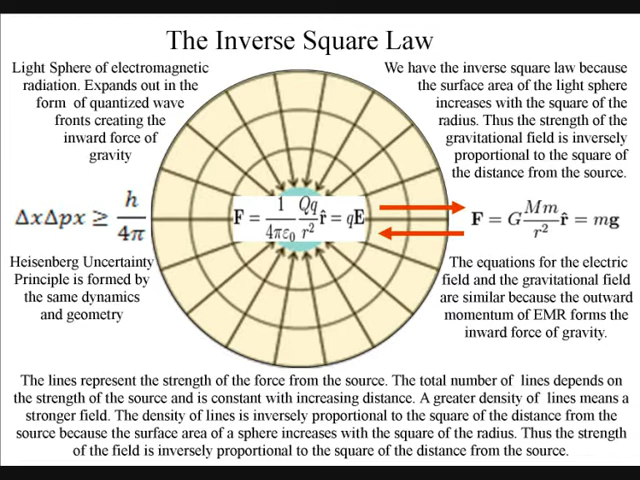 The Inverse Square Law
Light Sphere of electromagnetic
radiation. Expands out in the
form of quantized wave
fronts creating the
inward force of
gravity
We have the inverse square law because
the surface area of the light sphere
increases with the square of the
radius. Thus the strength of the
gravitational field is inversely
proportional to the square of
the distance from the source.
ΔxΔpx ≥ h/4π
F = 1/4πε₀ Qq/r² r̂ = qE
F = G Mm/r² r̂ = mg
Heisenberg Uncertainty
Principle is formed by
the same dynamics
and geometry
The equations for the electric
field and the gravitational field
are similar because the outward
momentum of EMR forms the
inward force of gravity.
The lines represent the strength of the force from the source. The total number of lines depends on
the strength of the source and is constant with increasing distance. A greater density of lines means a
stronger field. The density of lines is inversely proportional to the square of the distance from the
source because the surface area of a sphere increases with the square of the radius. Thus the strength
of the field is inversely proportional to the square of the distance from the source.